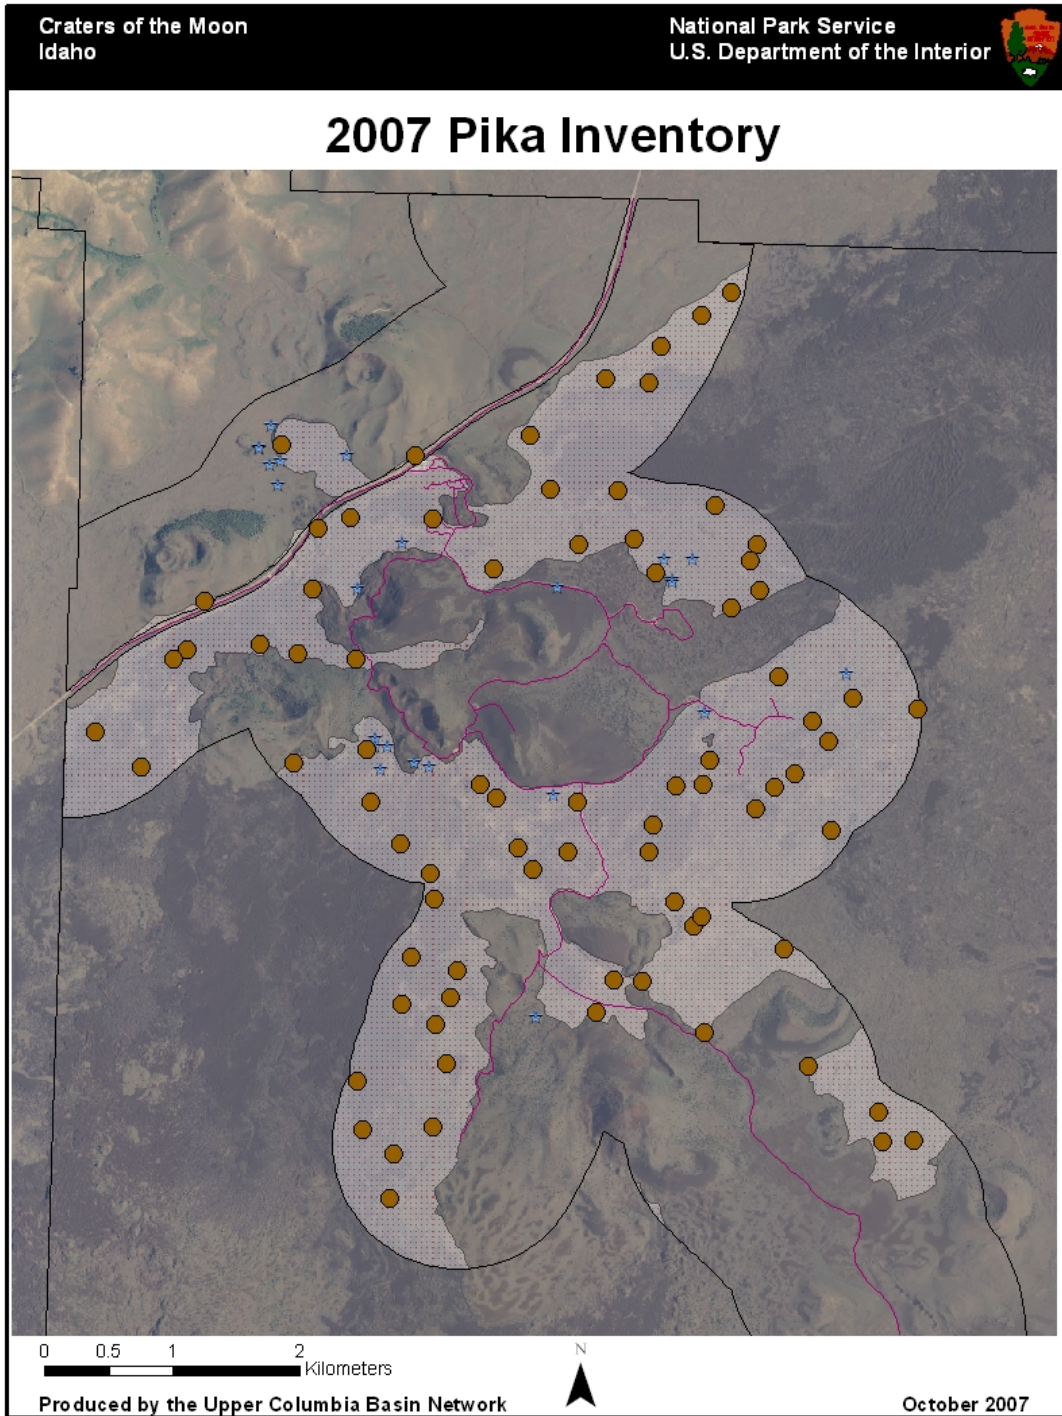 Craters of the Moon
Idaho
National Park Service
U.S. Department of the Interior
2007 Pika Inventory
0 0.5 1 2
Kilometers
N
Produced by the Upper Columbia Basin Network
October 2007